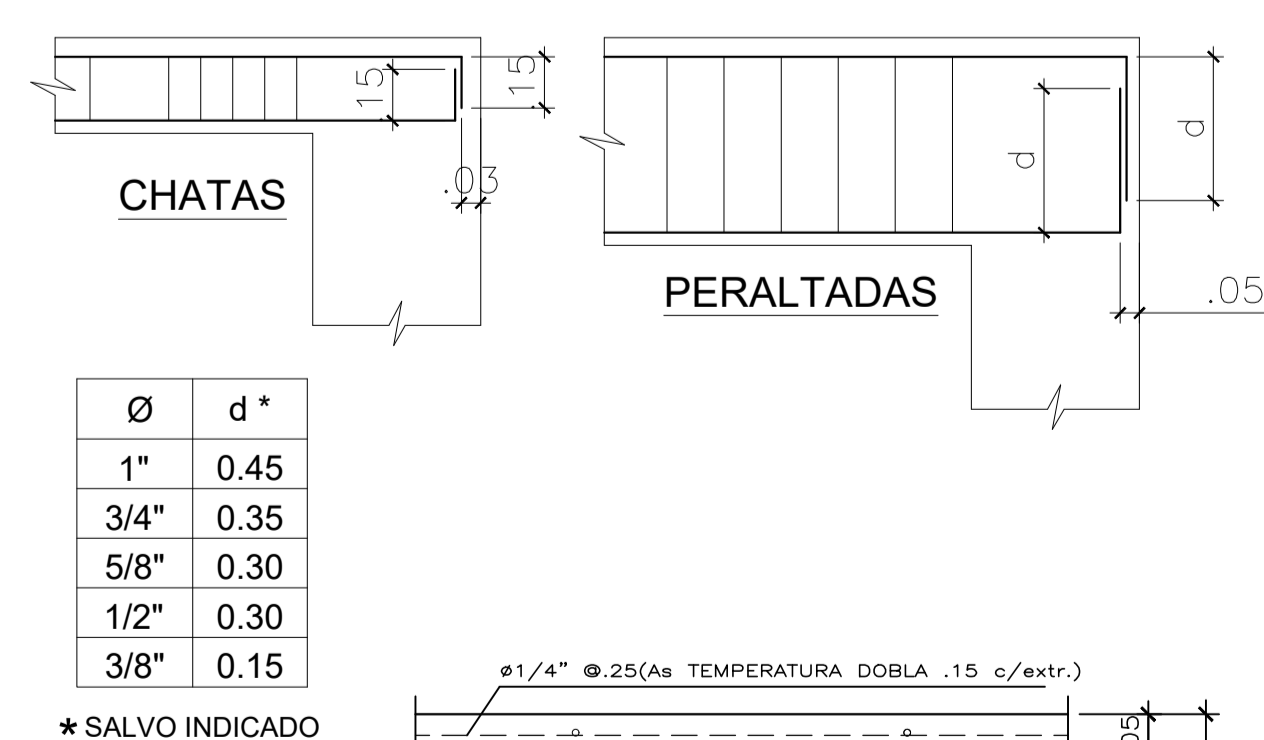 .15
.15
.03
CHATAS
d
d
.05
PERALTADAS
Ø d *
1" 0.45
3/4" 0.35
5/8" 0.30
1/2" 0.30
3/8" 0.15
* SALVO INDICADO
ø1/4" @.25(As TEMPERATURA DOBLA .15 c/extr.)